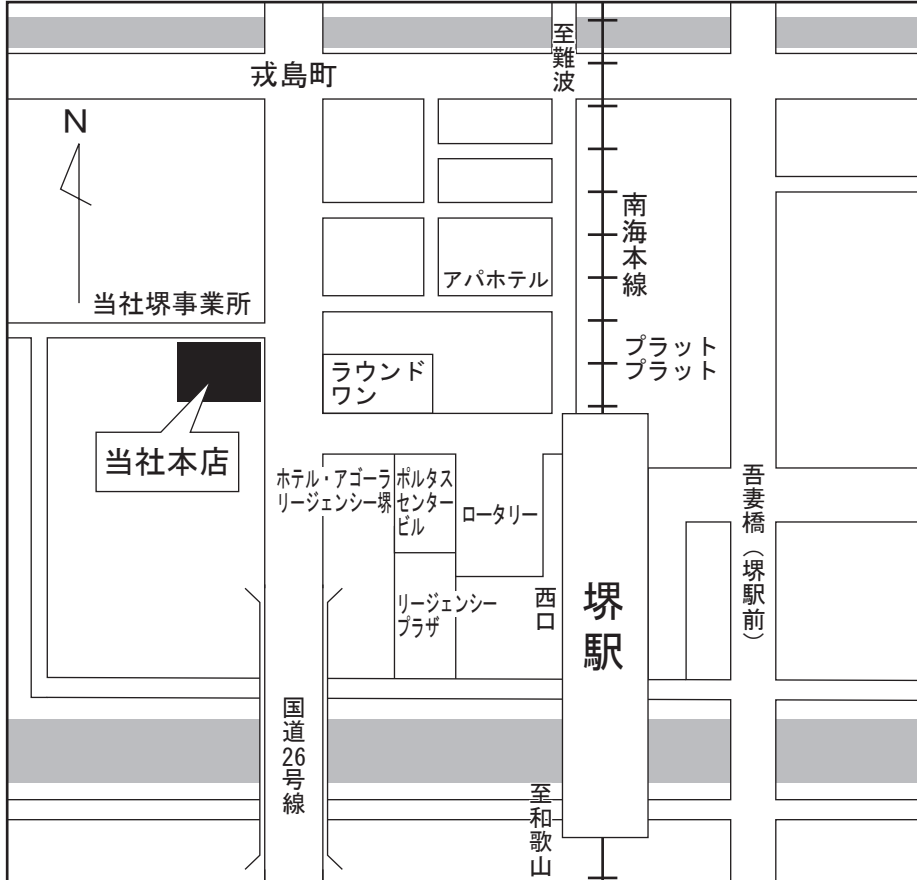 至難波
戎島町
N
南海本線
アパホテル
当社堺事業所
プラット
プラット
ラウンド
ワン
当社本店
ホテル・アゴーラ
リージェンシー堺
ポルタス
センター
ビル
ロータリー
吾妻橋（堺駅前）
リージェンシー
プラザ
西口
堺駅
国道26号線
至和歌山